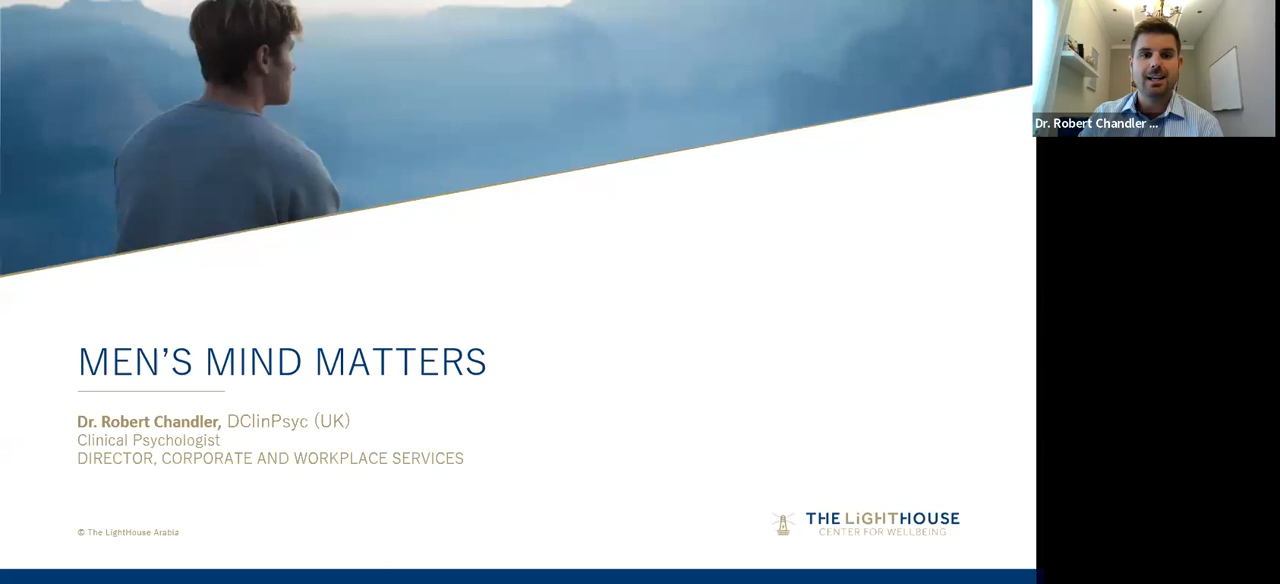 Dr. Robert Chandler ...
MEN'S MIND MATTERS
Dr. Robert Chandler, DClinPsyc (UK)
Clinical Psychologist
DIRECTOR, CORPORATE AND WORKPLACE SERVICES
© The LightHouse Arabia
THE LiGHTHOUSE
CENTER FOR WELLBEING